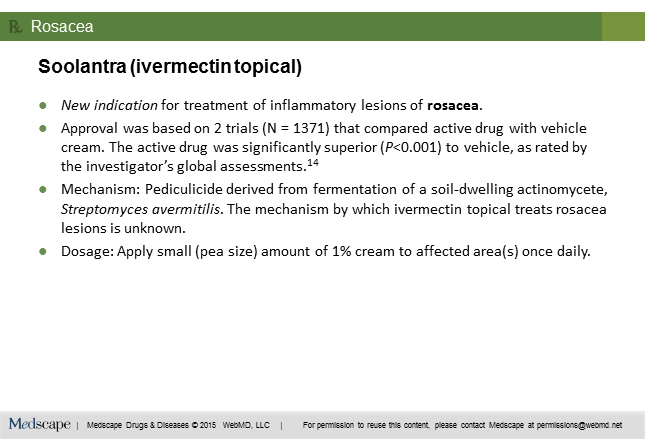 ℞ Rosacea
Soolantra (ivermectin topical)
● New indication for treatment of inflammatory lesions of rosacea.
● Approval was based on 2 trials (N = 1371) that compared active drug with vehicle
cream. The active drug was significantly superior (P<0.001) to vehicle, as rated by
the investigator’s global assessments.14
● Mechanism: Pediculicide derived from fermentation of a soil-dwelling actinomycete,
Streptomyces avermitilis. The mechanism by which ivermectin topical treats rosacea
lesions is unknown.
● Dosage: Apply small (pea size) amount of 1% cream to affected area(s) once daily.
Medscape | Medscape Drugs & Diseases © 2015 WebMD, LLC | For permission to reuse this content, please contact Medscape at permissions@webmd.net